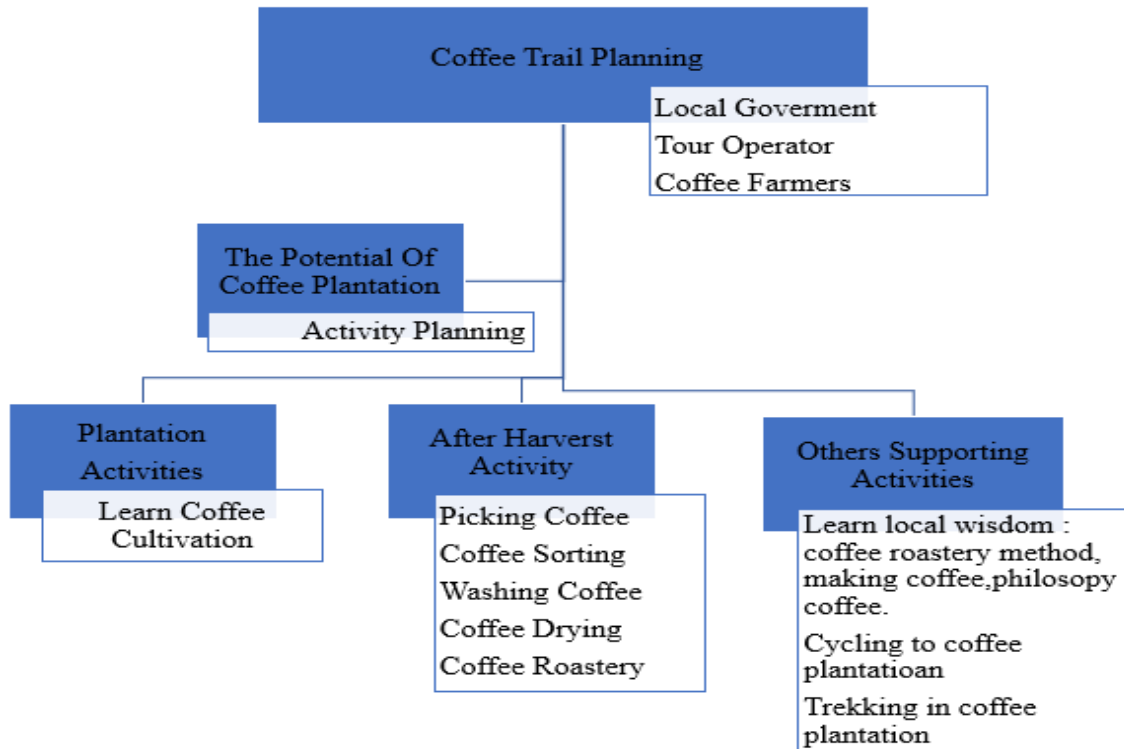 Coffee Trail Planning
Local Goverment
Tour Operator
Coffee Farmers
The Potential Of
Coffee Plantation
Activity Planning
Plantation
Activities
Learn Coffee
Cultivation
After Harverst
Activity
Picking Coffee
Coffee Sorting
Washing Coffee
Coffee Drying
Coffee Roastery
Others Supporting
Activities
Learn local wisdom :
coffee roastery method,
making coffee,philosopy
coffee.
Cycling to coffee
plantatioan
Trekking in coffee
plantation